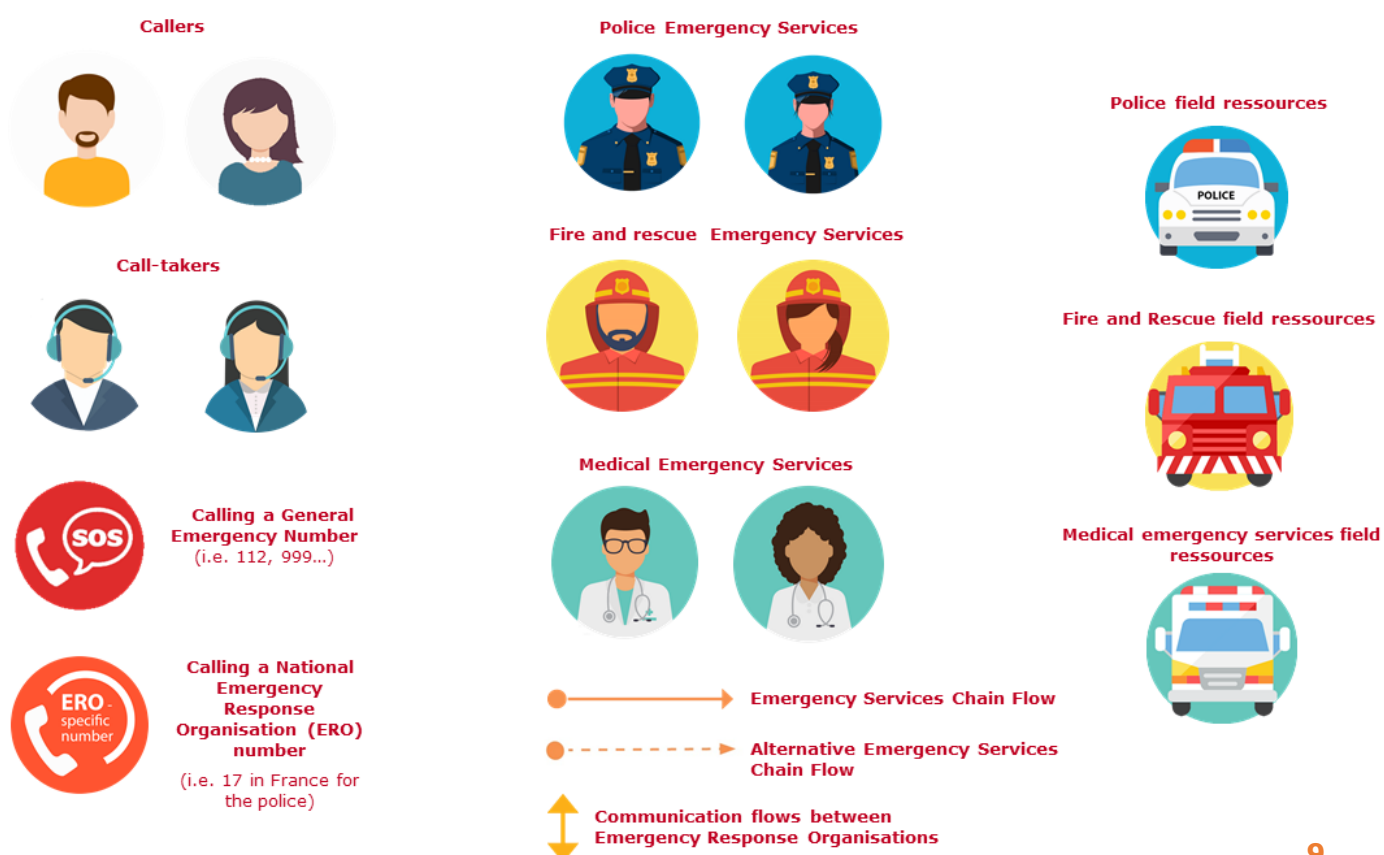 Callers
Call-takers
SOS
Calling a General
Emergency Number
(i.e. 112, 999...)
ERO -
specific
number
Calling a National
Emergency
Response
Organisation (ERO)
number
(i.e. 17 in France for
the police)
Police Emergency Services
Fire and rescue Emergency Services
Medical Emergency Services
Emergency Services Chain Flow
Alternative Emergency Services
Chain Flow
Communication flows between
Emergency Response Organisations
Police field ressources
POLICE
Fire and Rescue field ressources
Medical emergency services field
ressources
9